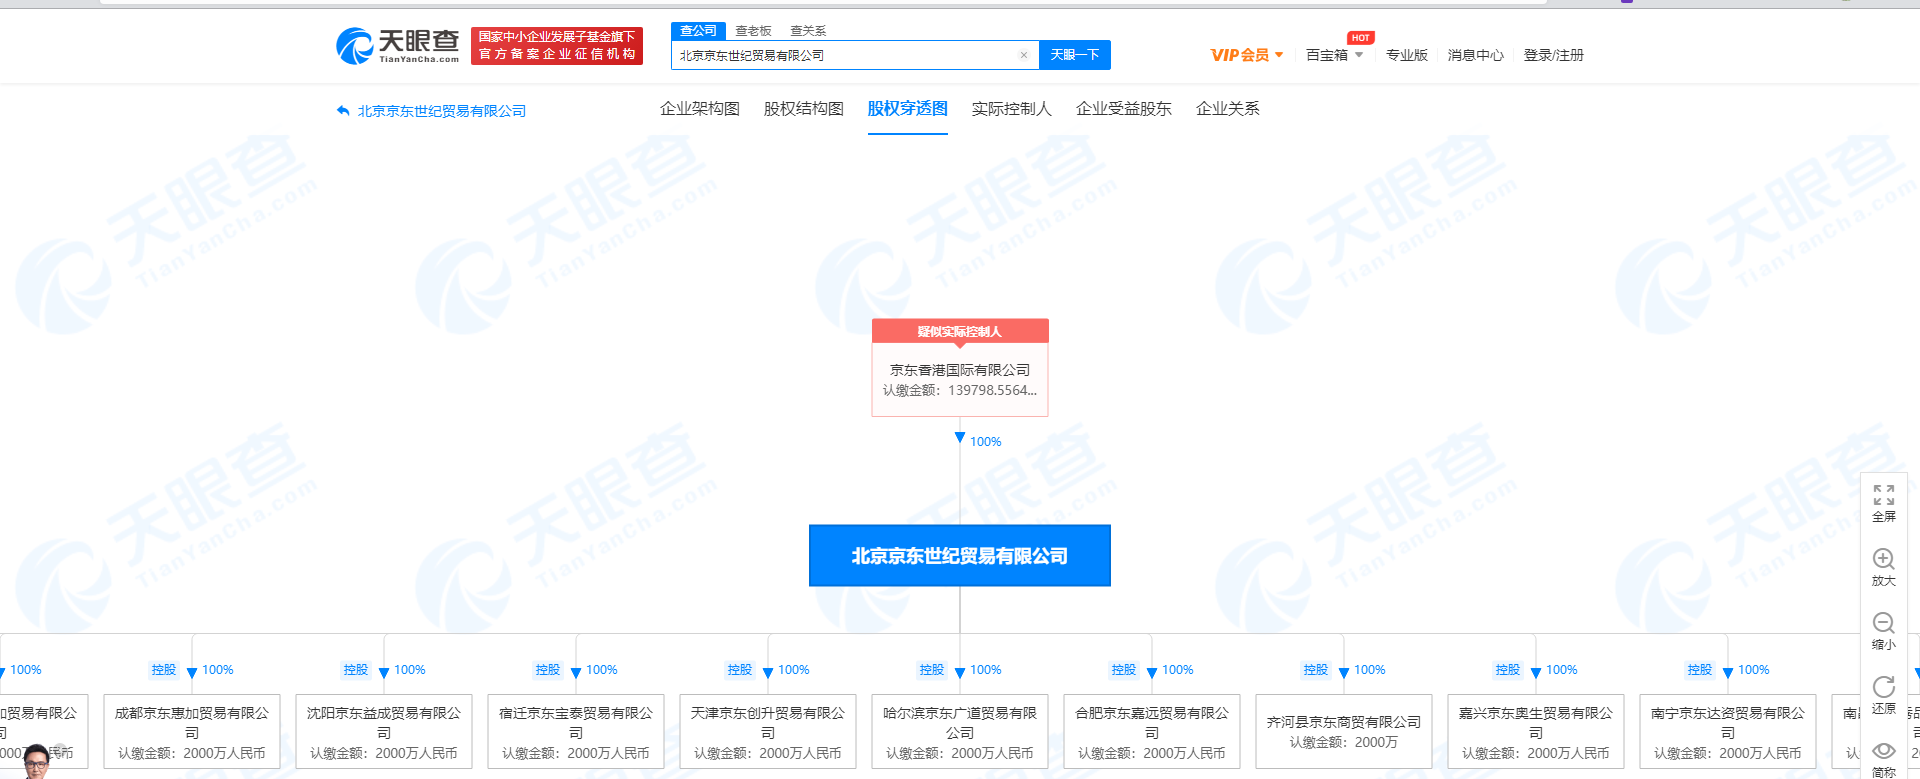 天眼查
TianYanCha.com
国家中小企业发展子基金旗下
官方备案企业征信机构
查公司 查老板 查关系
北京京东世纪贸易有限公司 × 天眼一下
VIP会员 百宝箱 HOT 专业版 消息中心 登录/注册
北京京东世纪贸易有限公司
企业架构图 股权结构图 股权穿透图 实际控制人 企业受益股东 企业关系
疑似实际控制人
京东香港国际有限公司
认缴金额：139798.5564...
100%
北京京东世纪贸易有限公司
全屏
放大
缩小
还原
简称
100%
控股 100%
控股 100%
控股 100%
控股 100%
控股 100%
控股 100%
控股 100%
控股 100%
控股 100%
加贸易有限公
司
成都京东惠加贸易有限公
司
认缴金额：2000万人民币
沈阳京东益成贸易有限公
司
认缴金额：2000万人民币
宿迁京东宝泰贸易有限公
司
认缴金额：2000万人民币
天津京东创升贸易有限公
司
认缴金额：2000万人民币
哈尔滨京东广道贸易有限
公司
认缴金额：2000万人民币
合肥京东嘉远贸易有限公
司
认缴金额：2000万人民币
齐河县京东商贸有限公司
认缴金额：2000万
嘉兴京东奥生贸易有限公
司
认缴金额：2000万人民币
南宁京东达资贸易有限公
司
认缴金额：2000万人民币